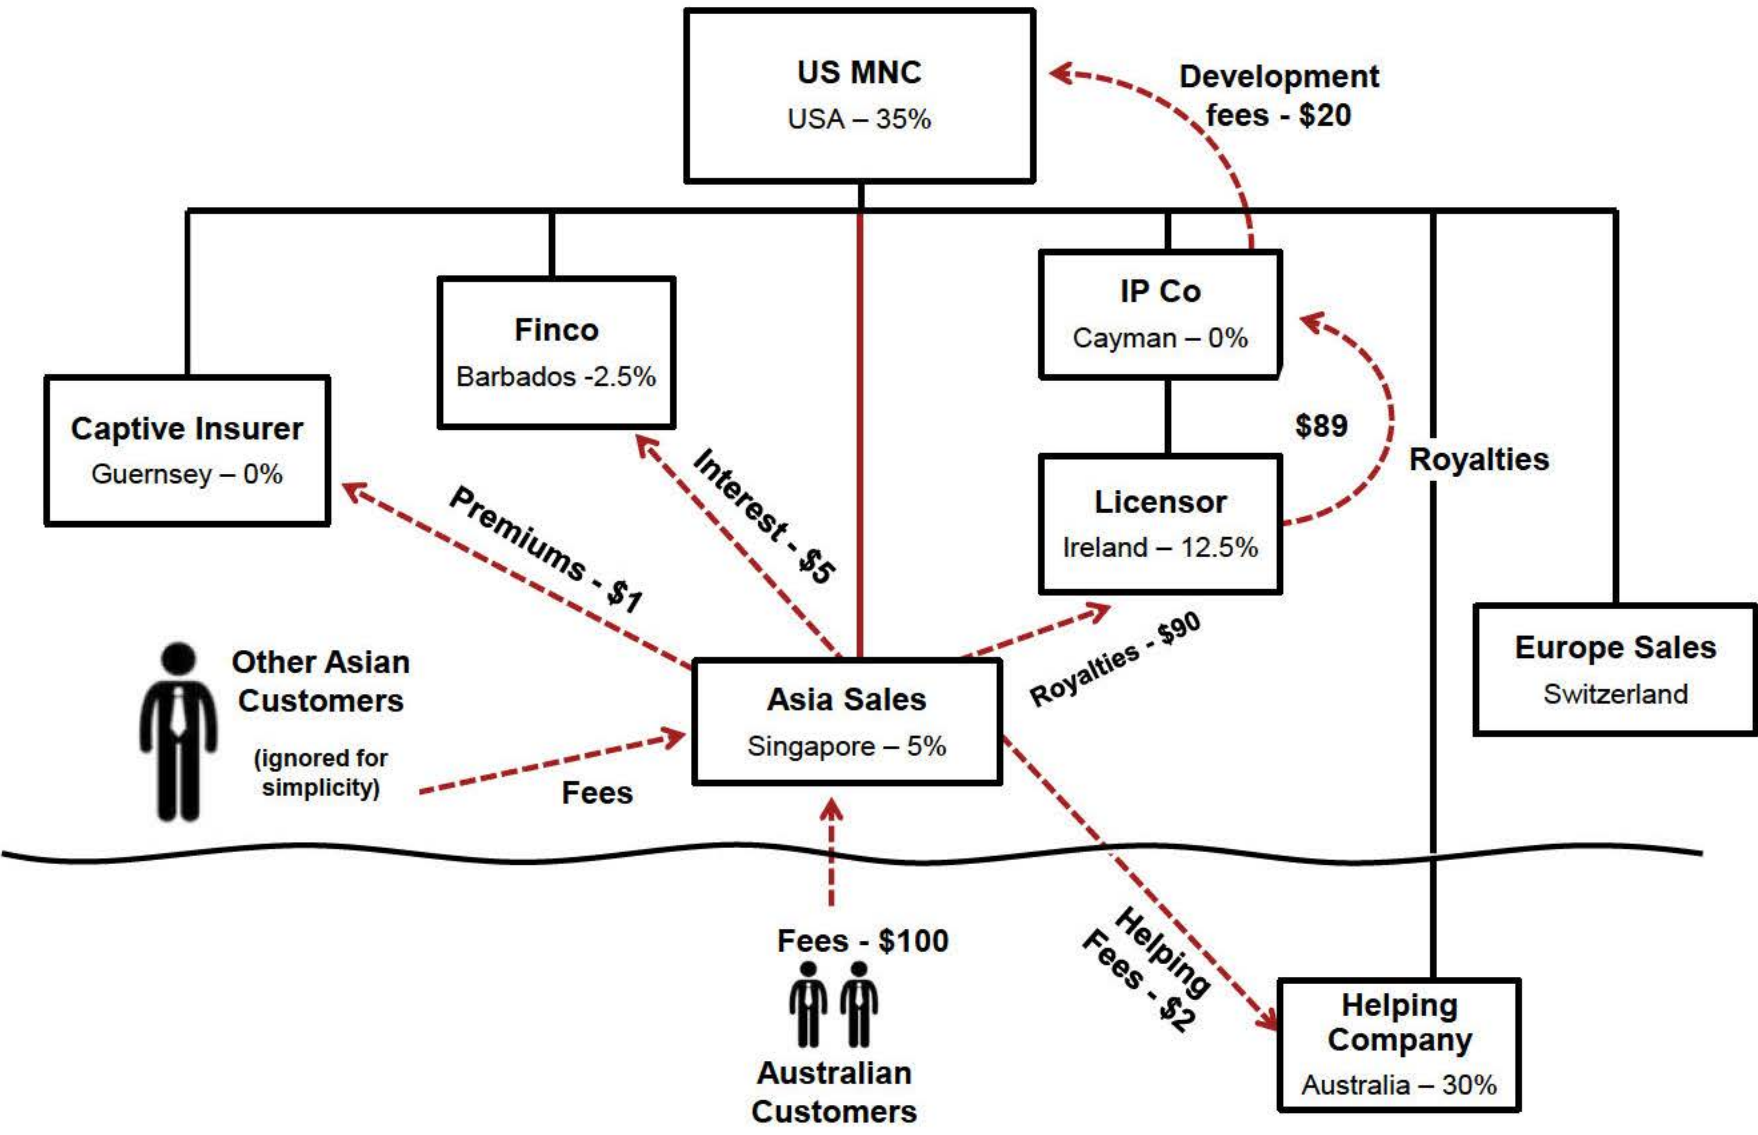 US MNC
USA – 35%
Development
fees - $20
IP Co
Cayman – 0%
Finco
Barbados -2.5%
Captive Insurer
Guernsey – 0%
$89
Royalties
Licensor
Ireland – 12.5%
Interest - $5
Premiums - $1
Royalties - $90
Europe Sales
Switzerland
Other Asian
Customers
(ignored for
simplicity)
Fees
Asia Sales
Singapore – 5%
Fees - $100
Australian
Customers
Helping
Fees - $2
Helping
Company
Australia – 30%